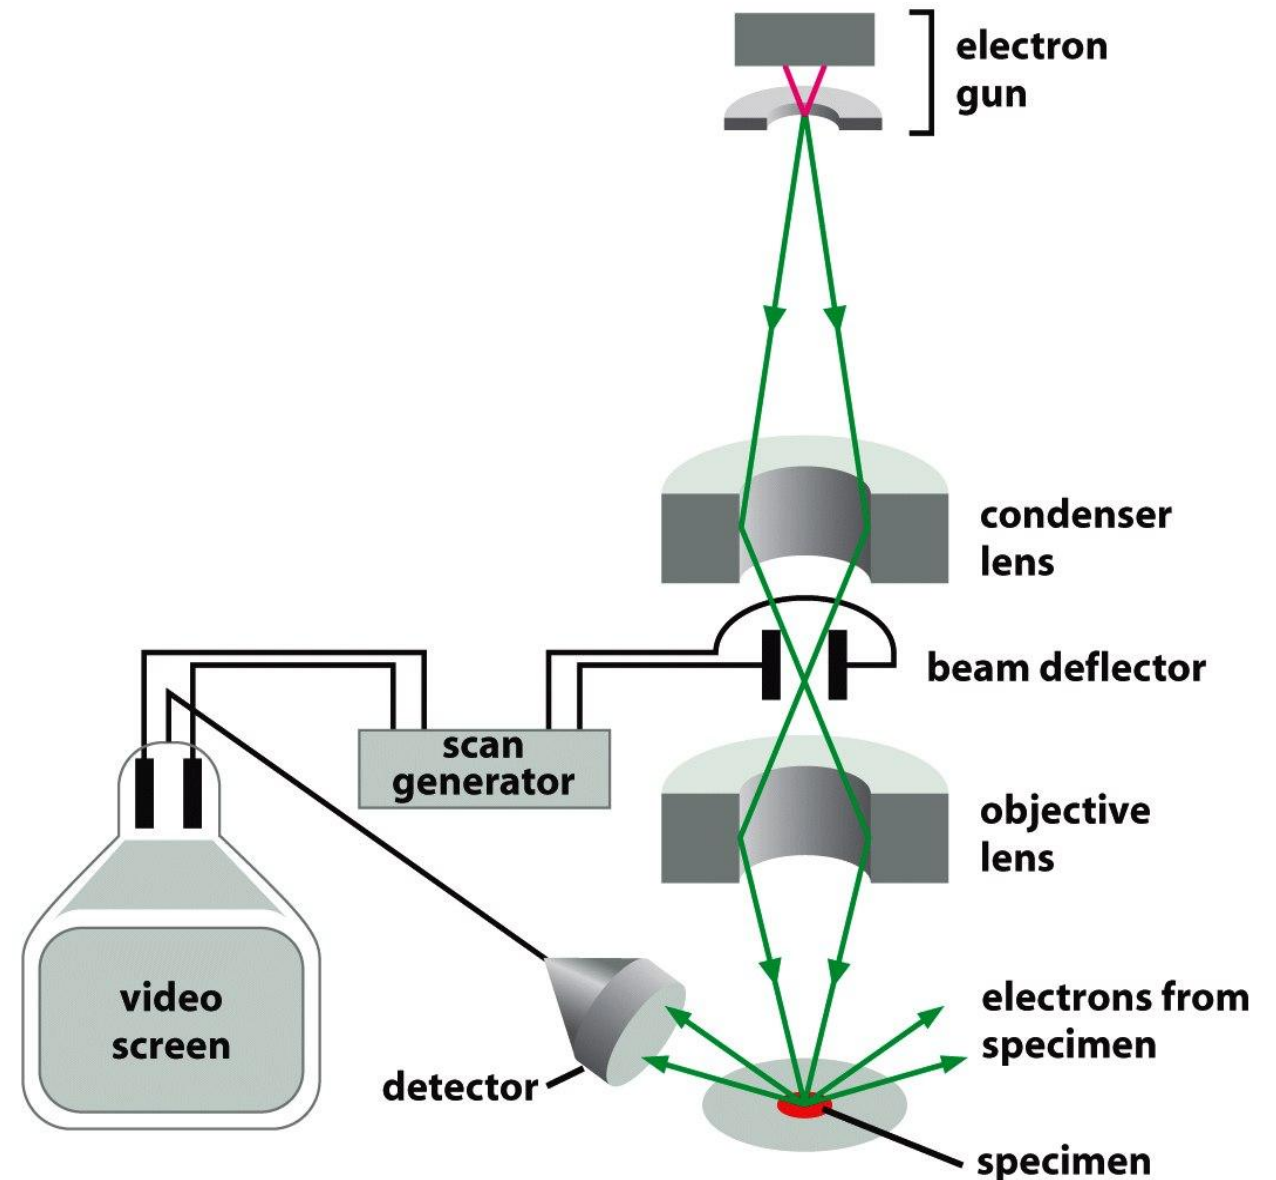 electron
gun
condenser
lens
beam deflector
scan
generator
objective
lens
video
screen
electrons from
specimen
detector
specimen